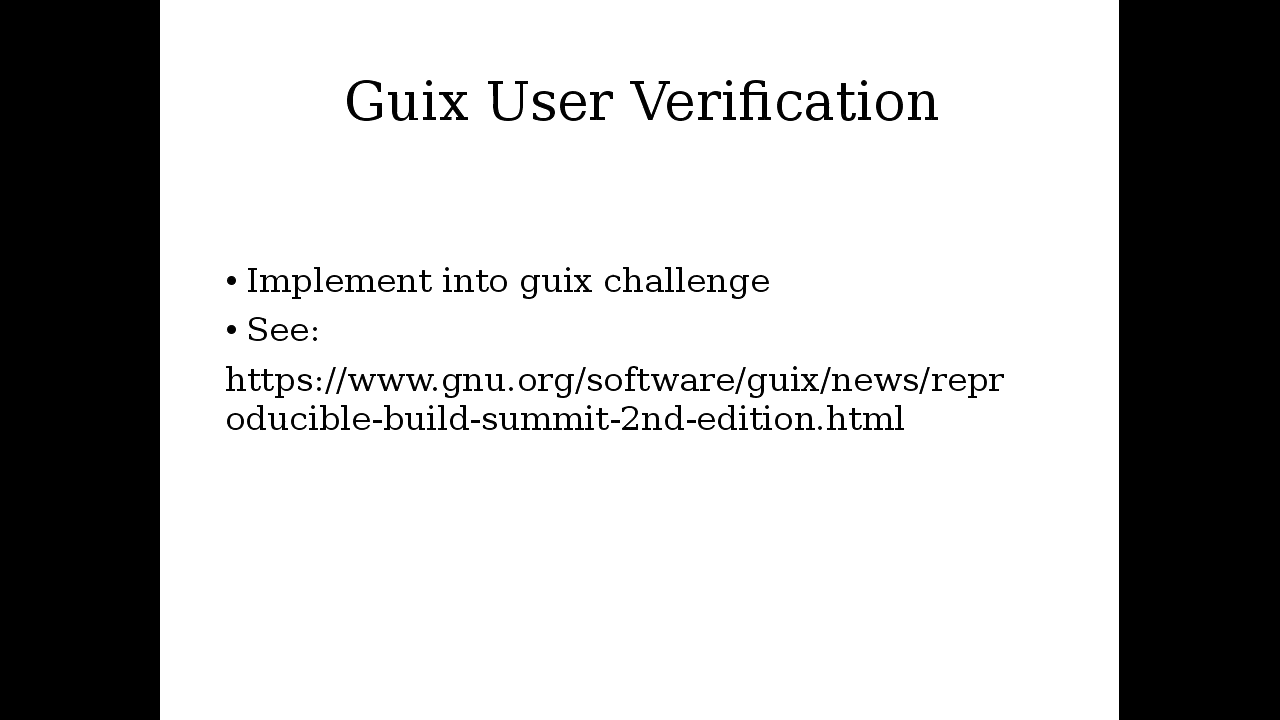 Guix User Verification
• Implement into guix challenge
• See:
https://www.gnu.org/software/guix/news/repr
oducible-build-summit-2nd-edition.html